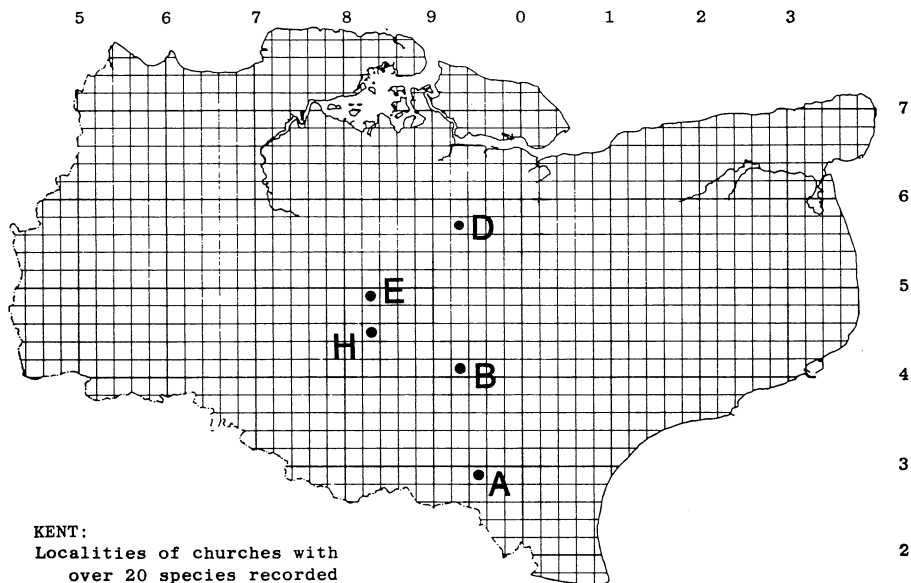 5 6 7 8 9 0 1 2 3
7
6
D
5
E
H
B
4
3
A
KENT:
Localities of churches with
over 20 species recorded
2